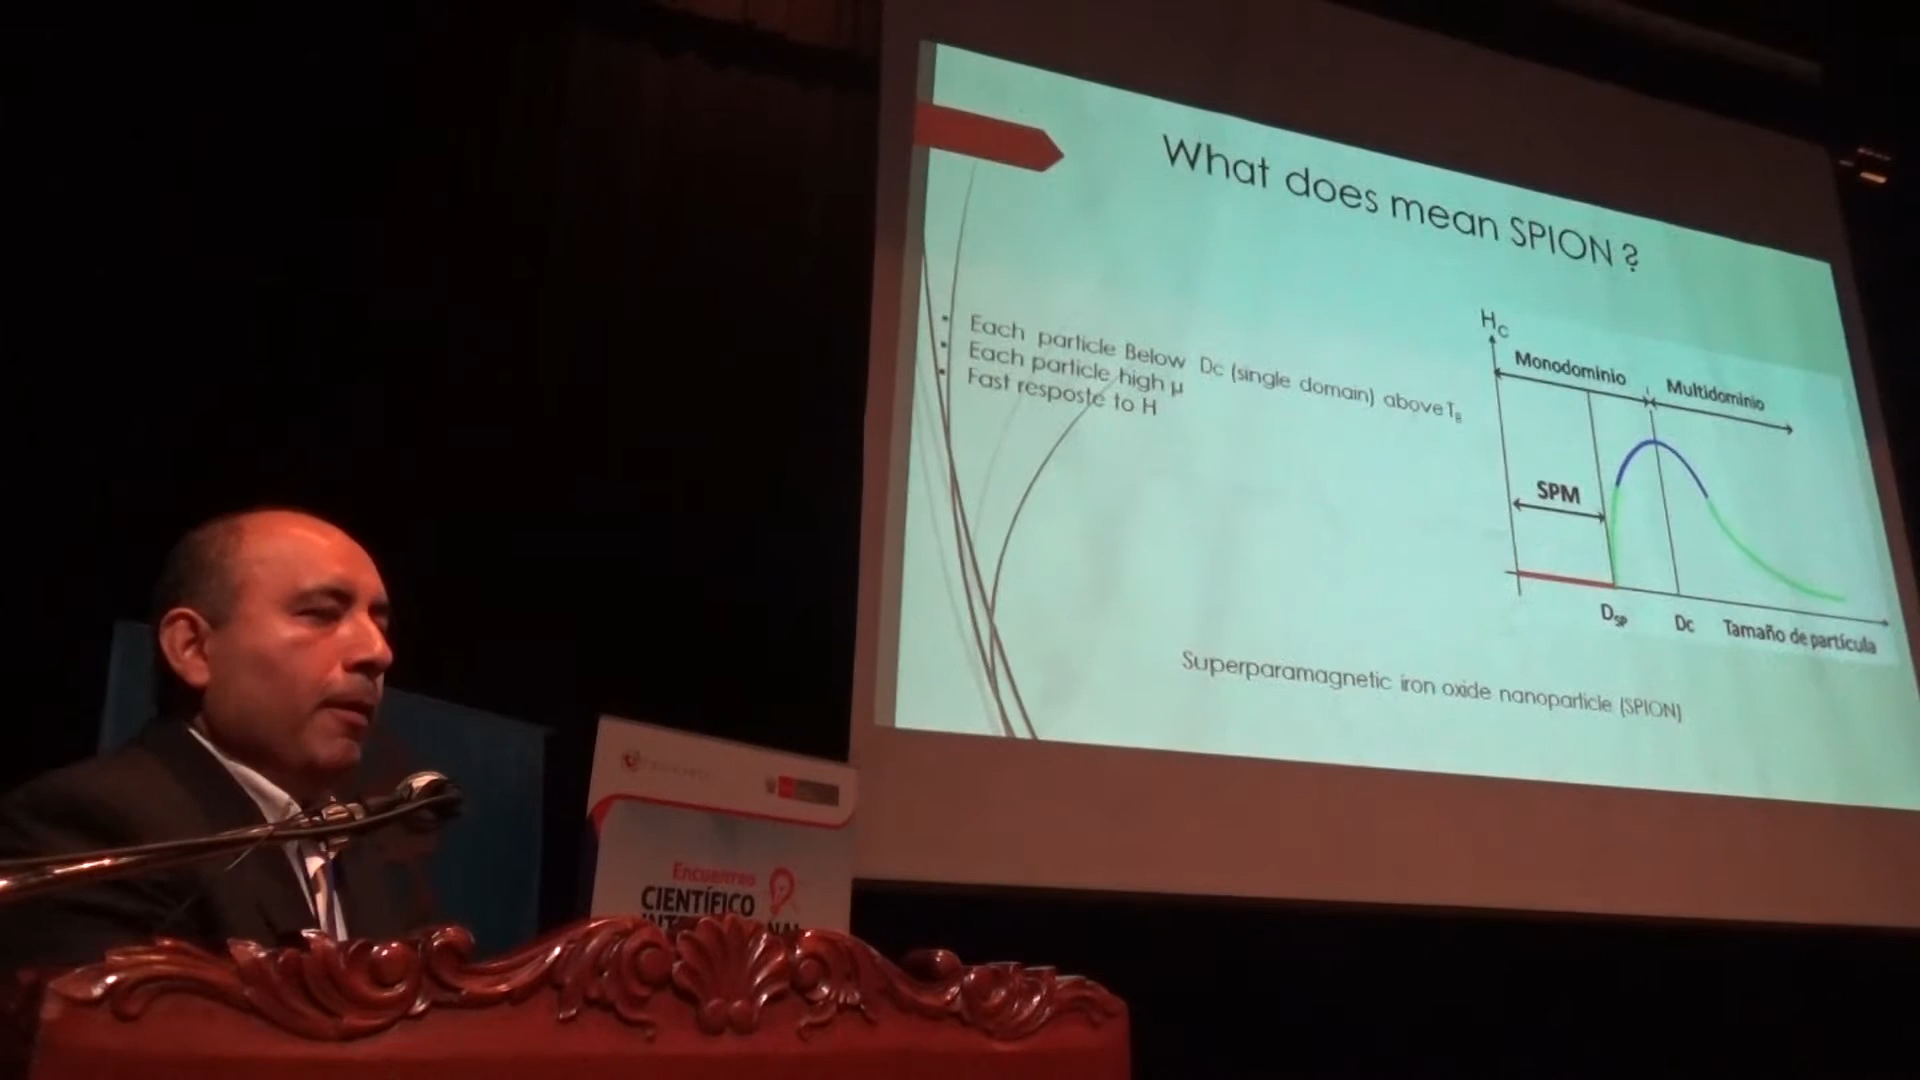 What does mean SPION ?
Each particle Below Dc (single domain) above TB
Each particle high μ
Fast resposte to H
HC
Monodominio
Multidominio
SPM
DSP
Dc
Tamaño de partícula
Superparamagnetic iron oxide nanoparticle (SPION)
Encuentro
CIENTÍFICO